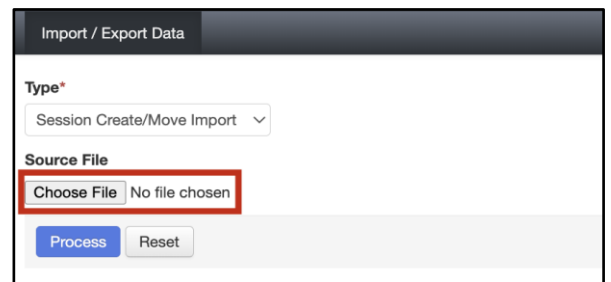 Import / Export Data
Type*
Session Create/Move Import
Source File
Choose File No file chosen
Process Reset